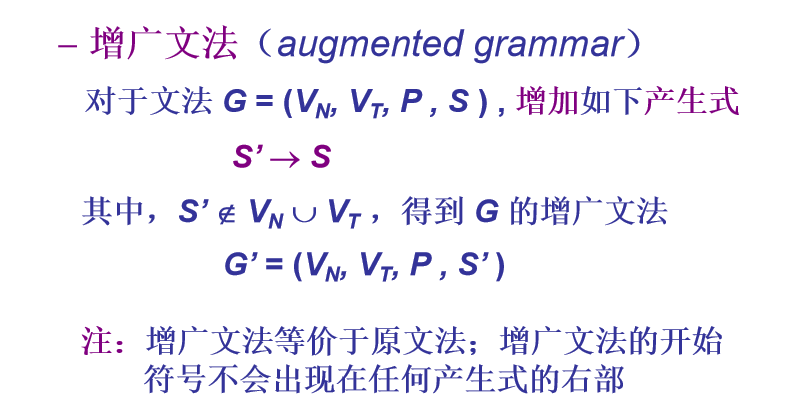 – 增广文法（augmented grammar）
对于文法 G = (V_N, V_T, P , S ) , 增加如下产生式
S’ → S
其中，S’ ∉ V_N ∪ V_T ，得到 G 的增广文法
G’ = (V_N, V_T, P , S’ )
注：增广文法等价于原文法；增广文法的开始
符号不会出现在任何产生式的右部